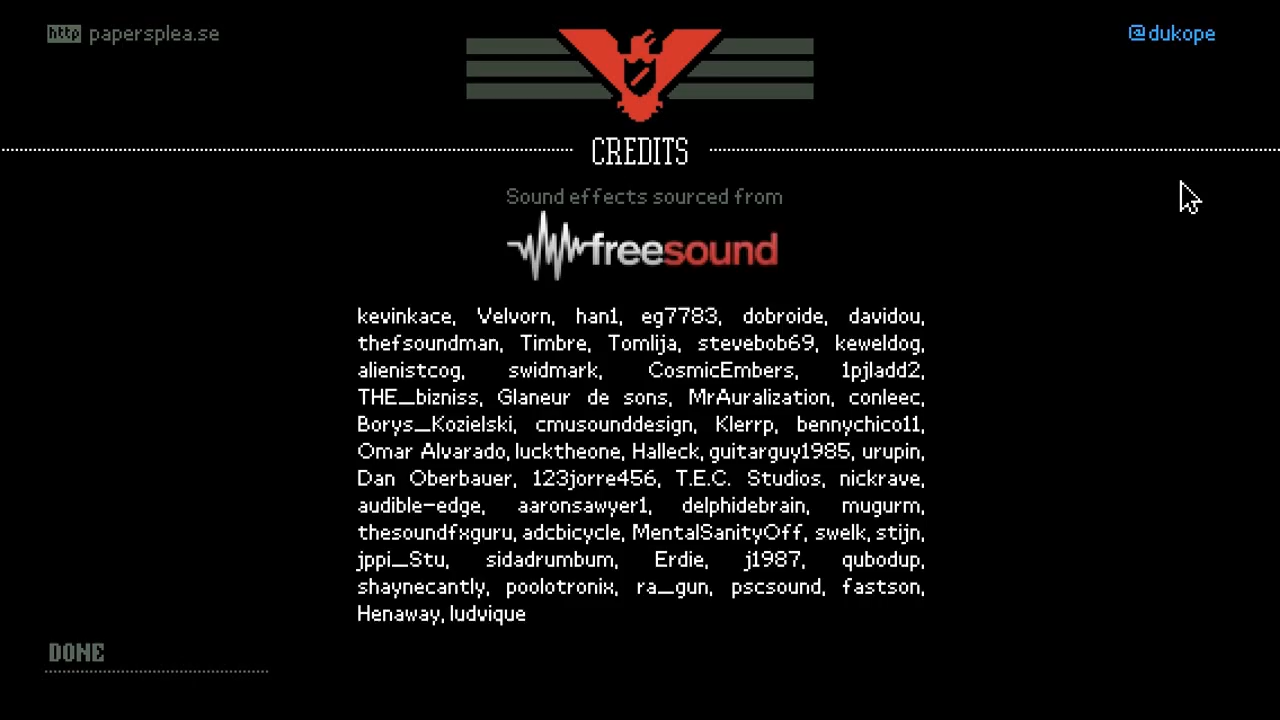 http papersplea.se
@dukope
CREDITS
Sound effects sourced from
freesound
kevinkace, Velvorn, han1, eg7783, dobroide, davidou,
thefsoundman, Timbre, Tomlija, stevebob69, keweldog,
alienistcog, swidmark, CosmicEmbers, 1pjladd2,
THE_bizniss, Glaneur de sons, MrAuralization, conleec,
Borys_Kozielski, cmusounddesign, Klerrp, bennychico11,
Omar Alvarado, lucktheone, Halleck, guitarguy1985, urupin,
Dan Oberbauer, 123jorre456, T.E.C. Studios, nickrave,
audible-edge, aaronsawyer1, delphidebrain, mugurm,
thesoundfxguru, adcbicycle, MentalSanityOff, swelk, stijn,
jppi_Stu, sidadrumbum, Erdie, j1987, qubodup,
shaynecantly, poolotronix, ra_gun, pscsound, fastson,
Henaway, ludvique
DONE